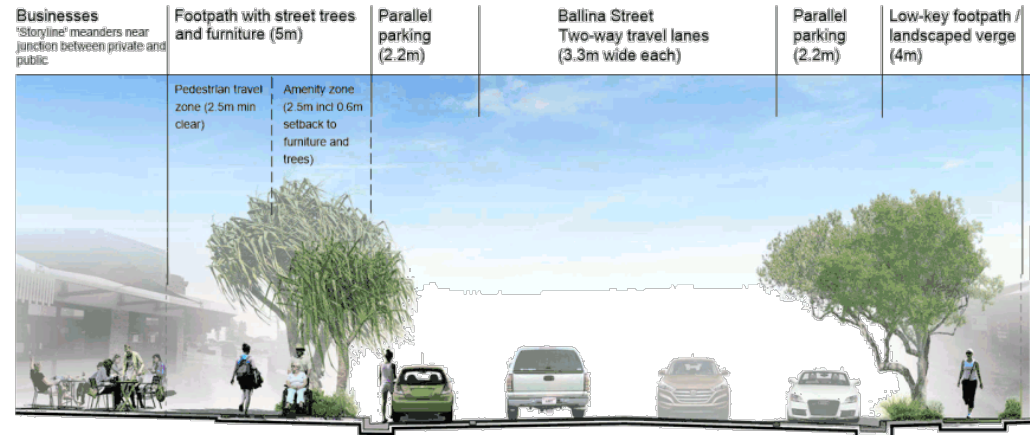 Businesses
"Storyline" meanders near
junction between private and
public
Footpath with street trees
and furniture (5m)
Parallel
parking
(2.2m)
Ballina Street
Two-way travel lanes
(3.3m wide each)
Parallel
parking
(2.2m)
Low-key footpath /
landscaped verge
(4m)
Pedestrian travel
zone (2.5m min
clear)
Amenity zone
(2.5m incl 0.6m
setback to
furniture and
trees)